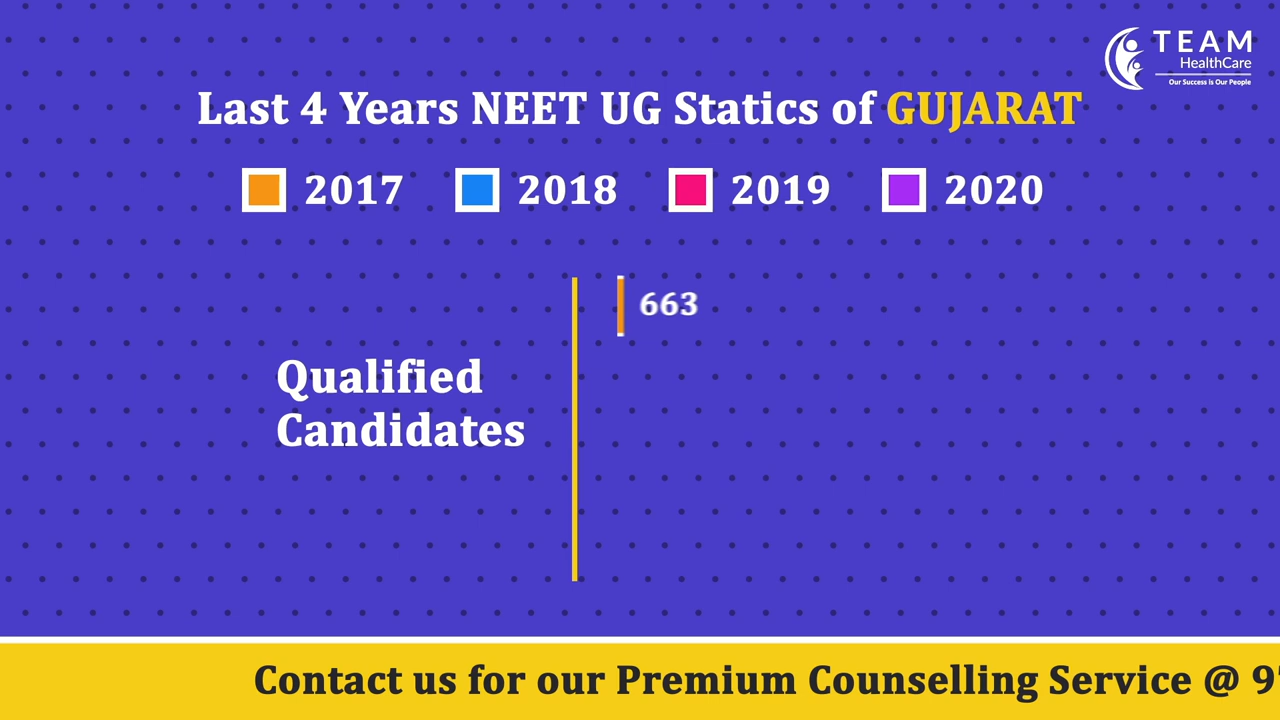 TEAM
HealthCare
Our Success is Our People
Last 4 Years NEET UG Statics of GUJARAT
2017 2018 2019 2020
663
Qualified
Candidates
Contact us for our Premium Counselling Service @ 9